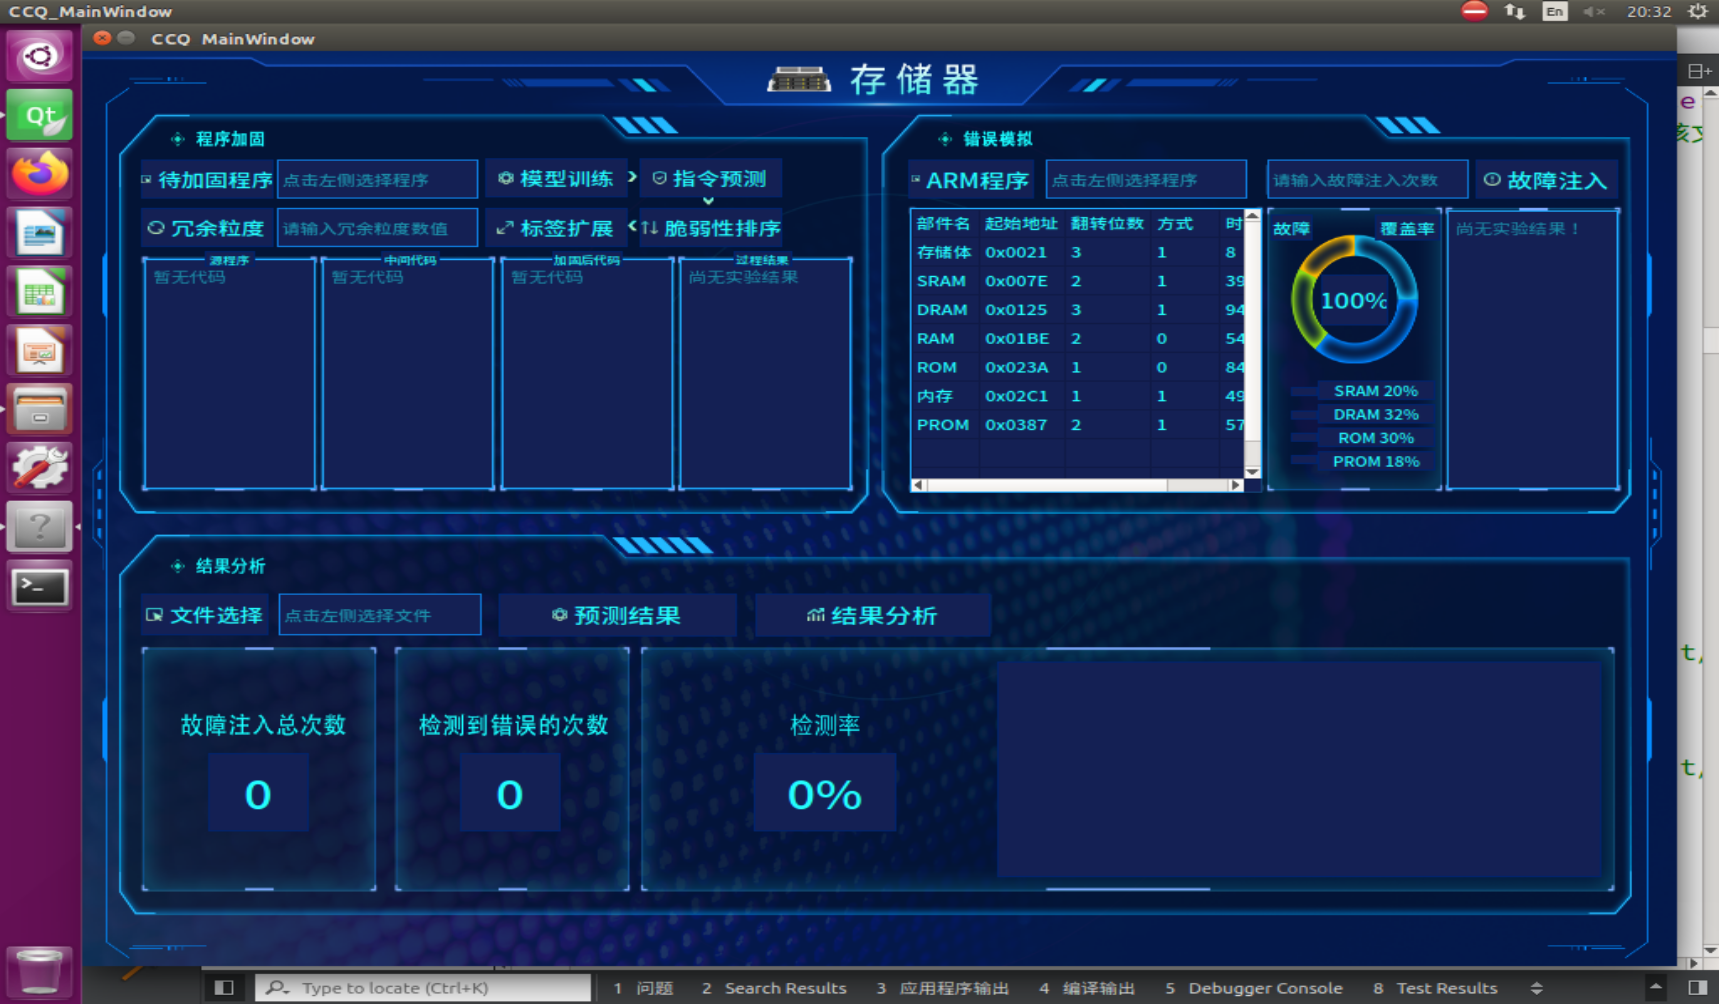 CCQ_MainWindow
En
20:32
CCQ MainWindow
存储器
程序加固
待加固程序 点击左侧选择程序 模型训练 指令预测
冗余粒度 请输入冗余粒度数值 标签扩展 脆弱性排序
源程序 中间代码 加固后代码 过程结果
暂无代码 暂无代码 暂无代码 尚无实验结果
错误模拟
ARM程序 点击左侧选择程序 请输入故障注入次数 故障注入
部件名 起始地址 翻转位数 方式 时
存储体 0x0021 3 1 8
SRAM 0x007E 2 1 39
DRAM 0x0125 3 1 94
RAM 0x01BE 2 0 54
ROM 0x023A 1 0 84
内存 0x02C1 1 1 49
PROM 0x0387 2 1 57
故障 覆盖率
100%
SRAM 20%
DRAM 32%
ROM 30%
PROM 18%
尚无实验结果！
结果分析
文件选择 点击左侧选择文件 预测结果 结果分析
故障注入总次数 检测到错误的次数 检测率
0 0 0%
Qt
e
t,
t,
Type to locate (Ctrl+K) 1 问题 2 Search Results 3 应用程序输出 4 编译输出 5 Debugger Console 8 Test Results